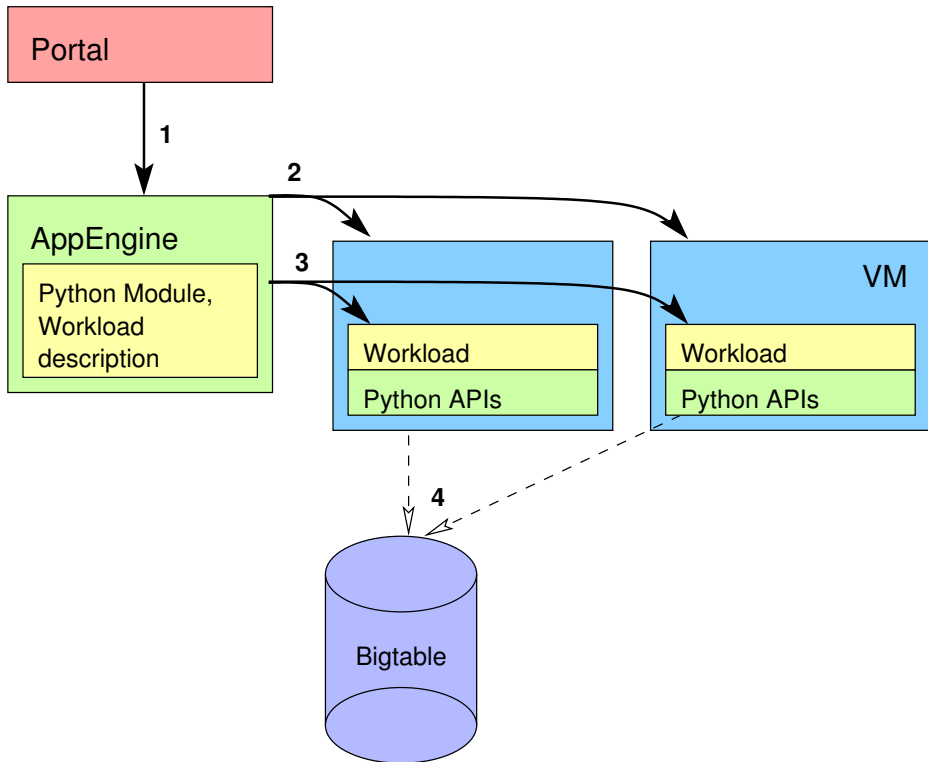 Portal
1
2
AppEngine
3
VM
Python Module,
Workload
description
Workload
Workload
Python APIs
Python APIs
4
Bigtable